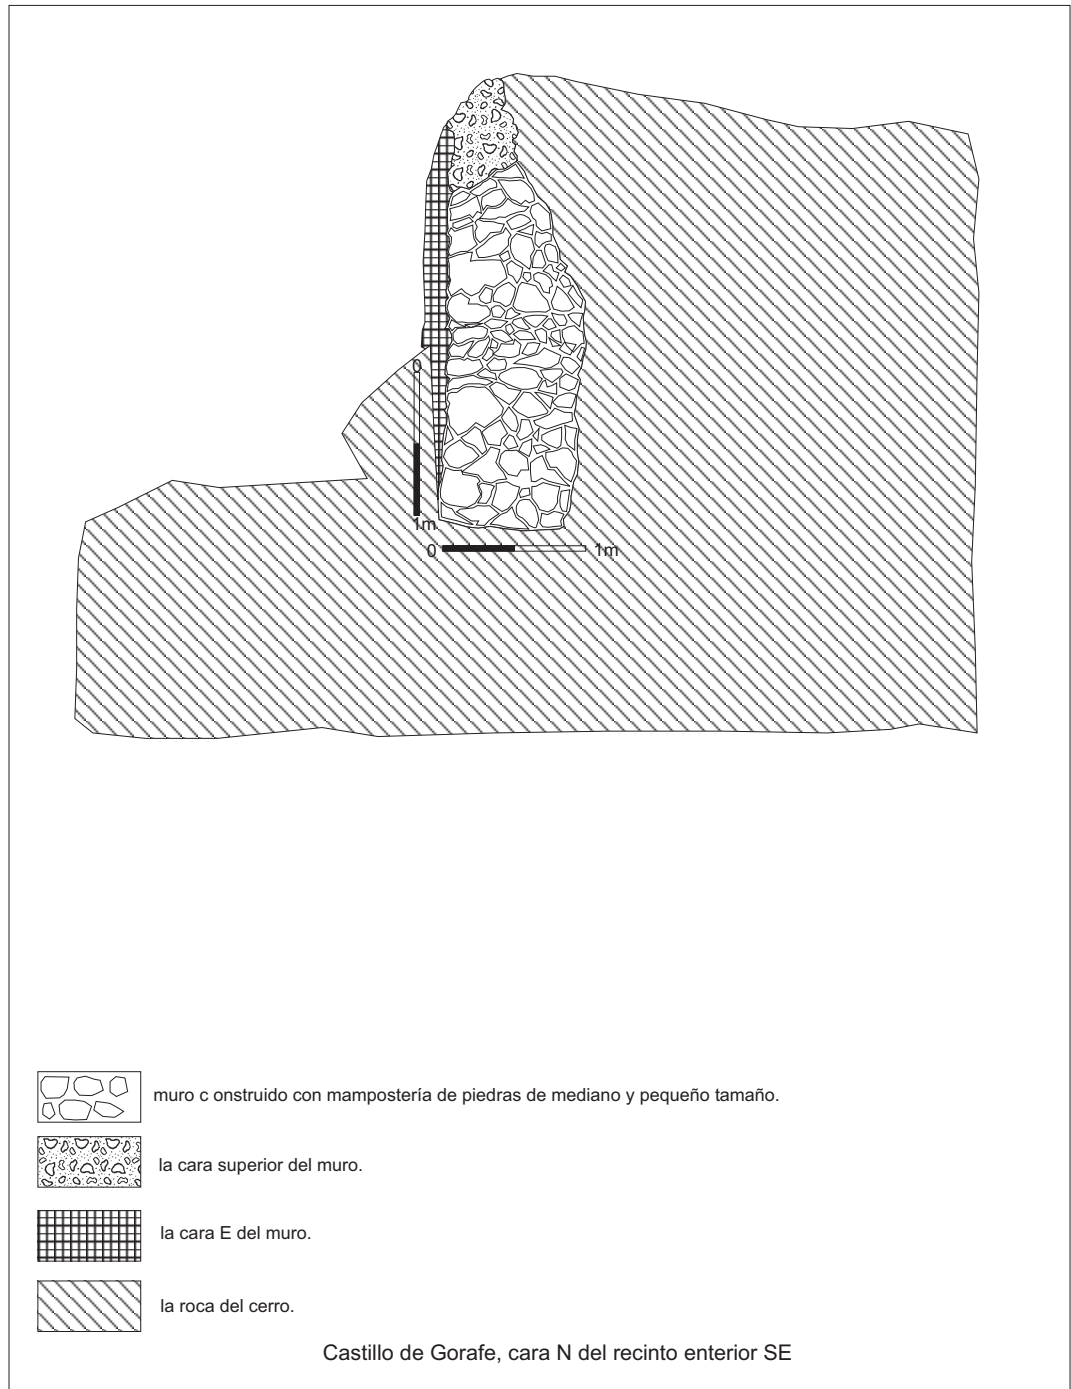 0
1m
0 1m
muro c onstruido con mampostería de piedras de mediano y pequeño tamaño.
la cara superior del muro.
la cara E del muro.
la roca del cerro.
Castillo de Gorafe, cara N del recinto enterior SE